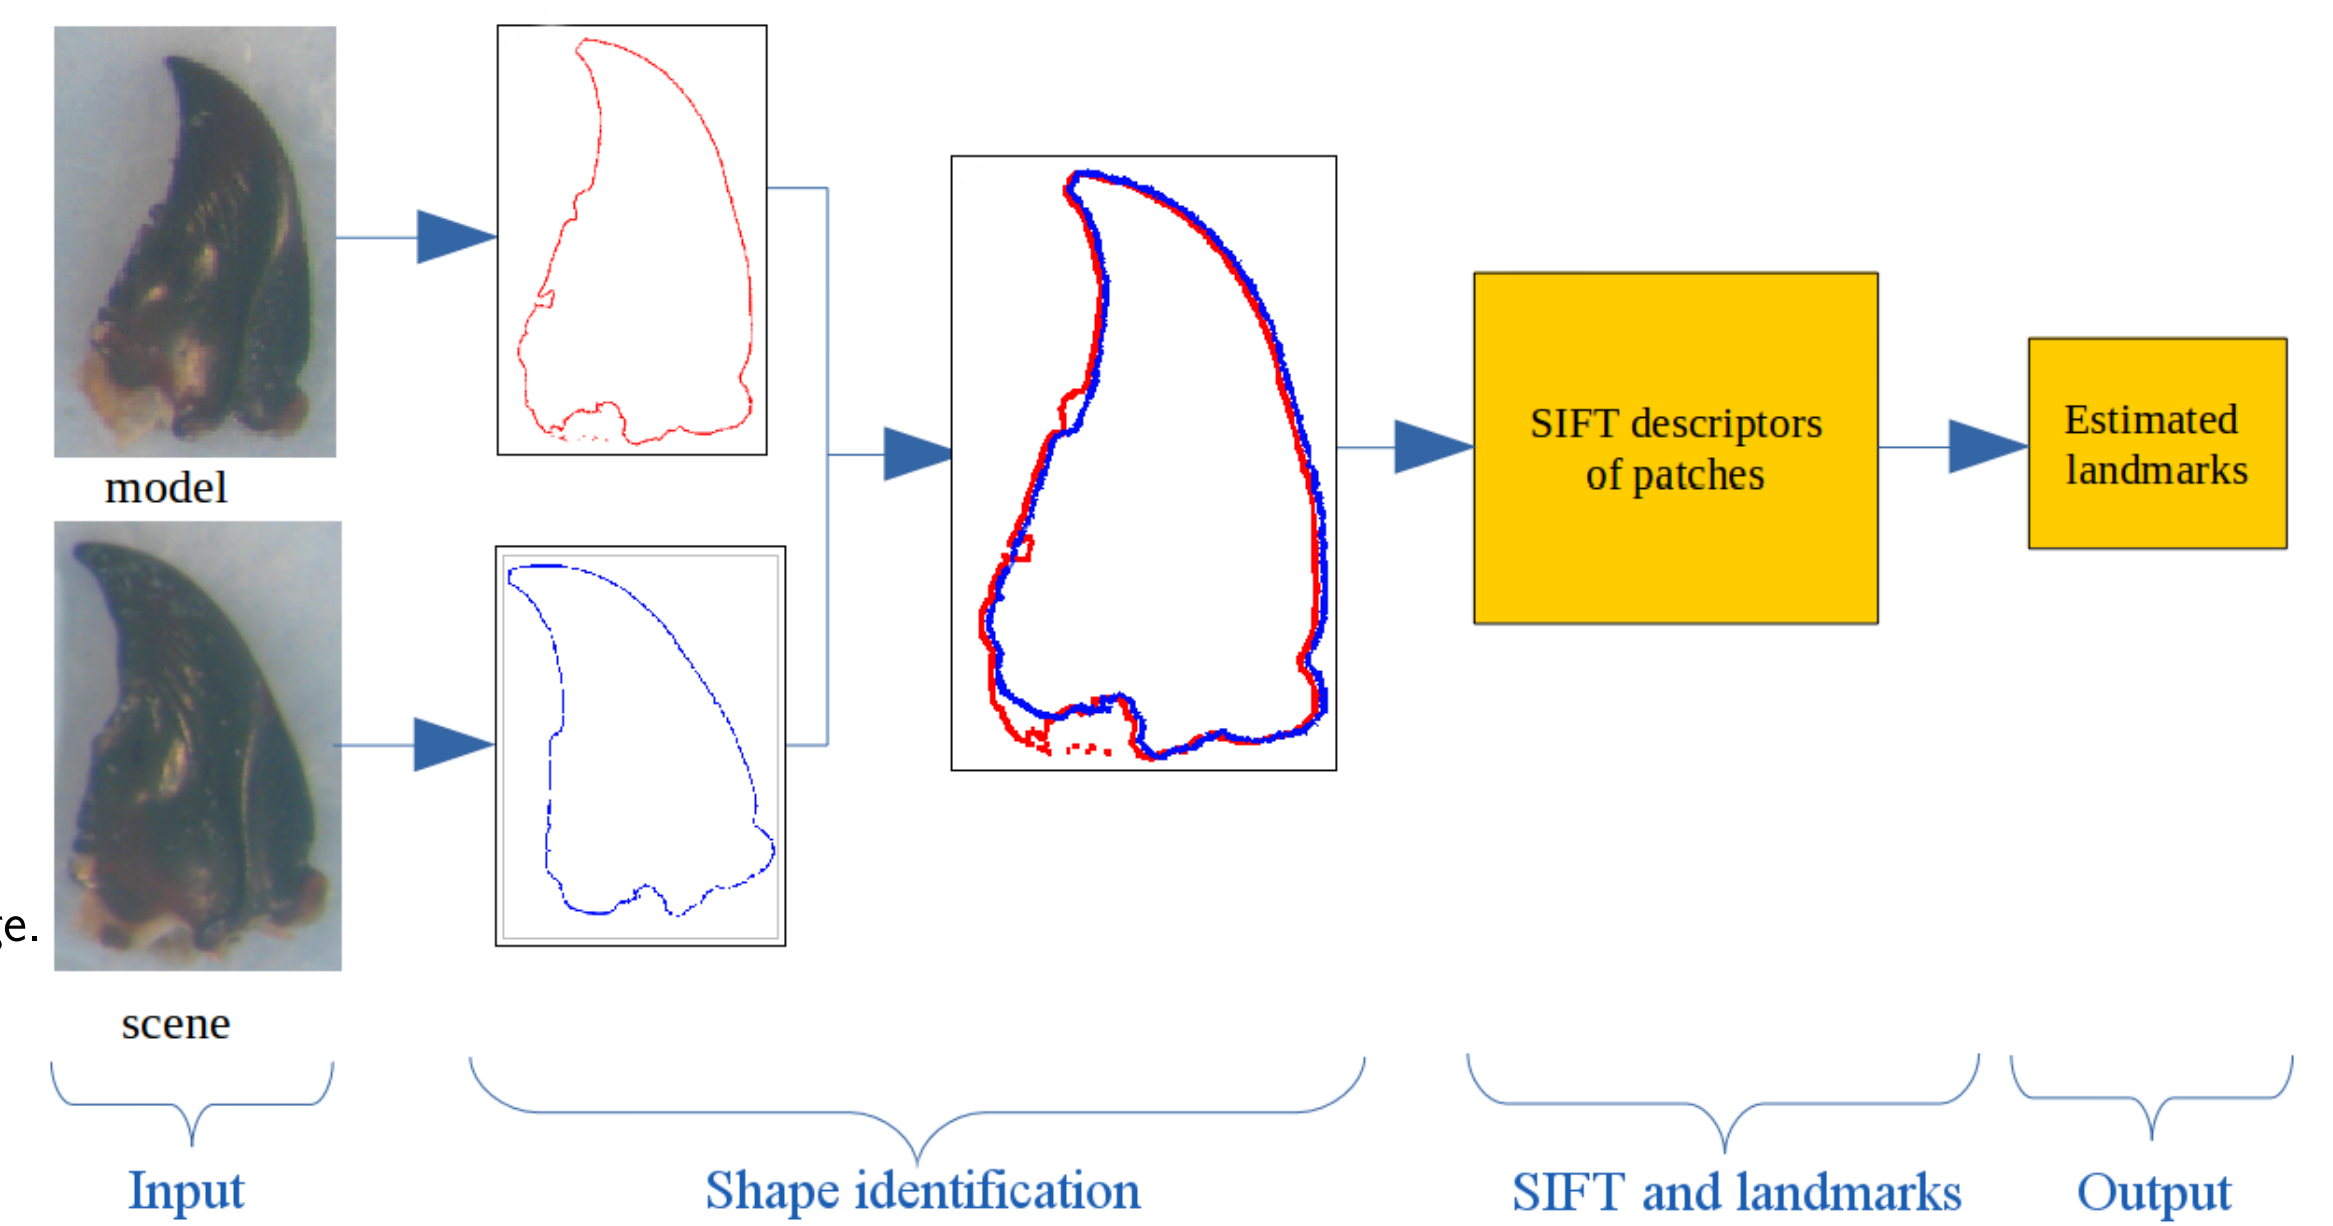 model
SIFT descriptors
of patches
Estimated
landmarks
scene
Input
Shape identification
SIFT and landmarks
Output